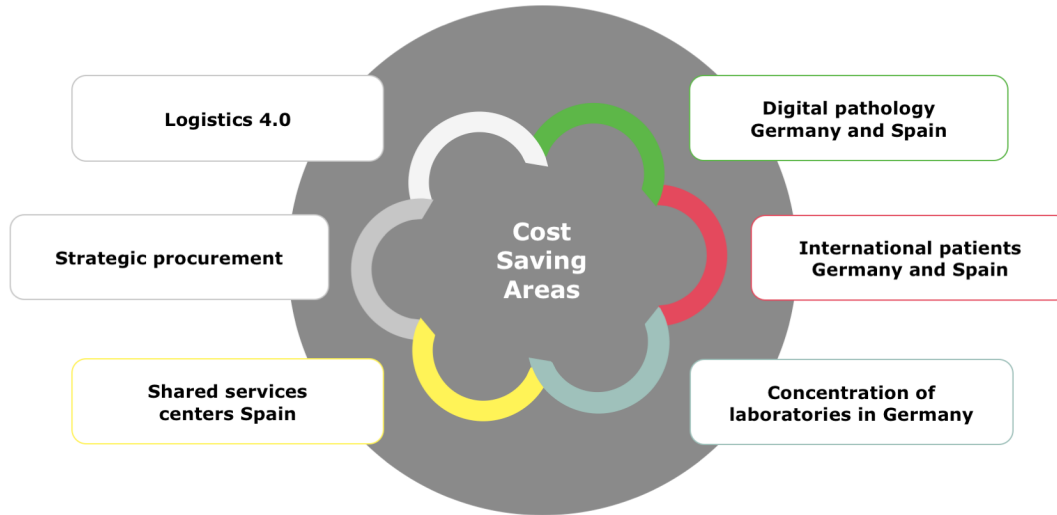 Logistics 4.0
Digital pathology
Germany and Spain
Strategic procurement
Cost
Saving
Areas
International patients
Germany and Spain
Shared services
centers Spain
Concentration of
laboratories in Germany